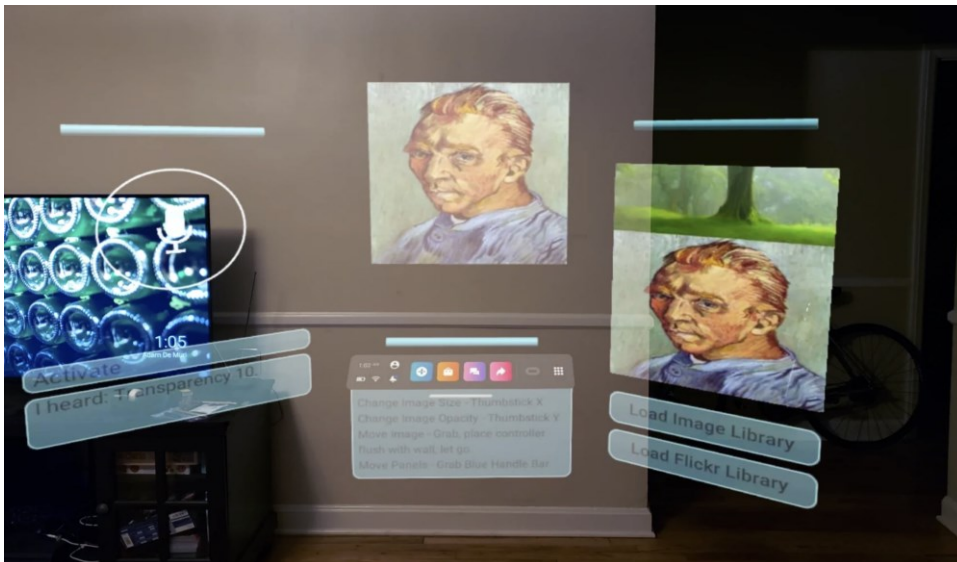 1:05
Activate
I heard: Transparency 10.
Change Image Size - Thumbstick X
Change Image Opacity - Thumbstick Y
Move Image - Grab, place controller
flush with wall, let go.
Move Panels - Grab Blue Handle Bar
Load Image Library
Load Flickr Library